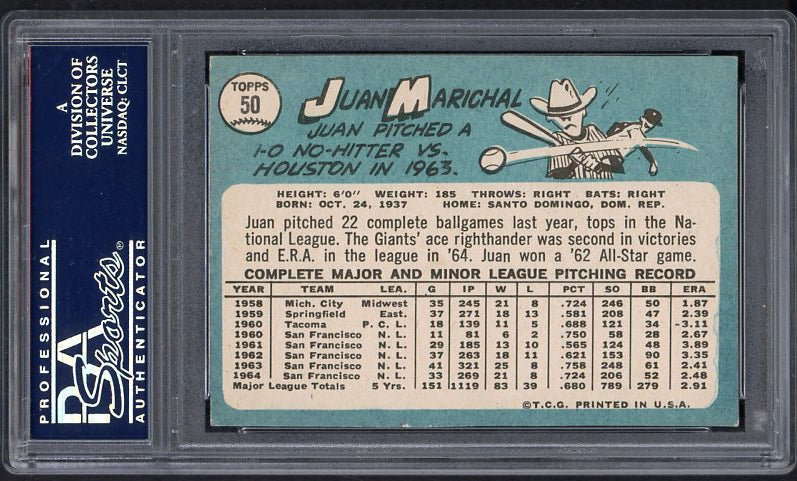 A
DIVISION OF
COLLECTORS
UNIVERSE
NASDAQ: CLCT
PROFESSIONAL
PSA
Sports®
AUTHENTICATOR
TOPPS
50
JUAN MARICHAL
JUAN PITCHED A
1-0 NO-HITTER VS.
HOUSTON IN 1963.
HEIGHT: 6'0" WEIGHT: 185 THROWS: RIGHT BATS: RIGHT
BORN: OCT. 24, 1937 HOME: SANTO DOMINGO, DOM. REP.
Juan pitched 22 complete ballgames last year, tops in the Na-
tional League. The Giants' ace righthander was second in victories
and E.R.A. in the league in '64. Juan won a '62 All-Star game.
COMPLETE MAJOR AND MINOR LEAGUE PITCHING RECORD
YEAR TEAM LEA. G IP W L PCT SO BB ERA
1958 Mich. City Midwest 35 245 21 8 .724 246 50 1.87
1959 Springfield East. 37 271 18 13 .581 208 47 2.39
1960 Tacoma P. C. L. 18 139 11 5 .688 121 34 -3.11
1960 San Francisco N. L. 11 81 6 2 .750 58 28 2.67
1961 San Francisco N. L. 29 185 13 10 .565 124 48 3.89
1962 San Francisco N. L. 37 263 18 11 .621 153 90 3.35
1963 San Francisco N. L. 41 321 25 8 .758 248 61 2.41
1964 San Francisco N. L. 33 269 21 8 .724 206 52 2.48
Major League Totals 5 Yrs. 151 1119 83 39 .680 789 279 2.91
©T.C.G. PRINTED IN U.S.A.